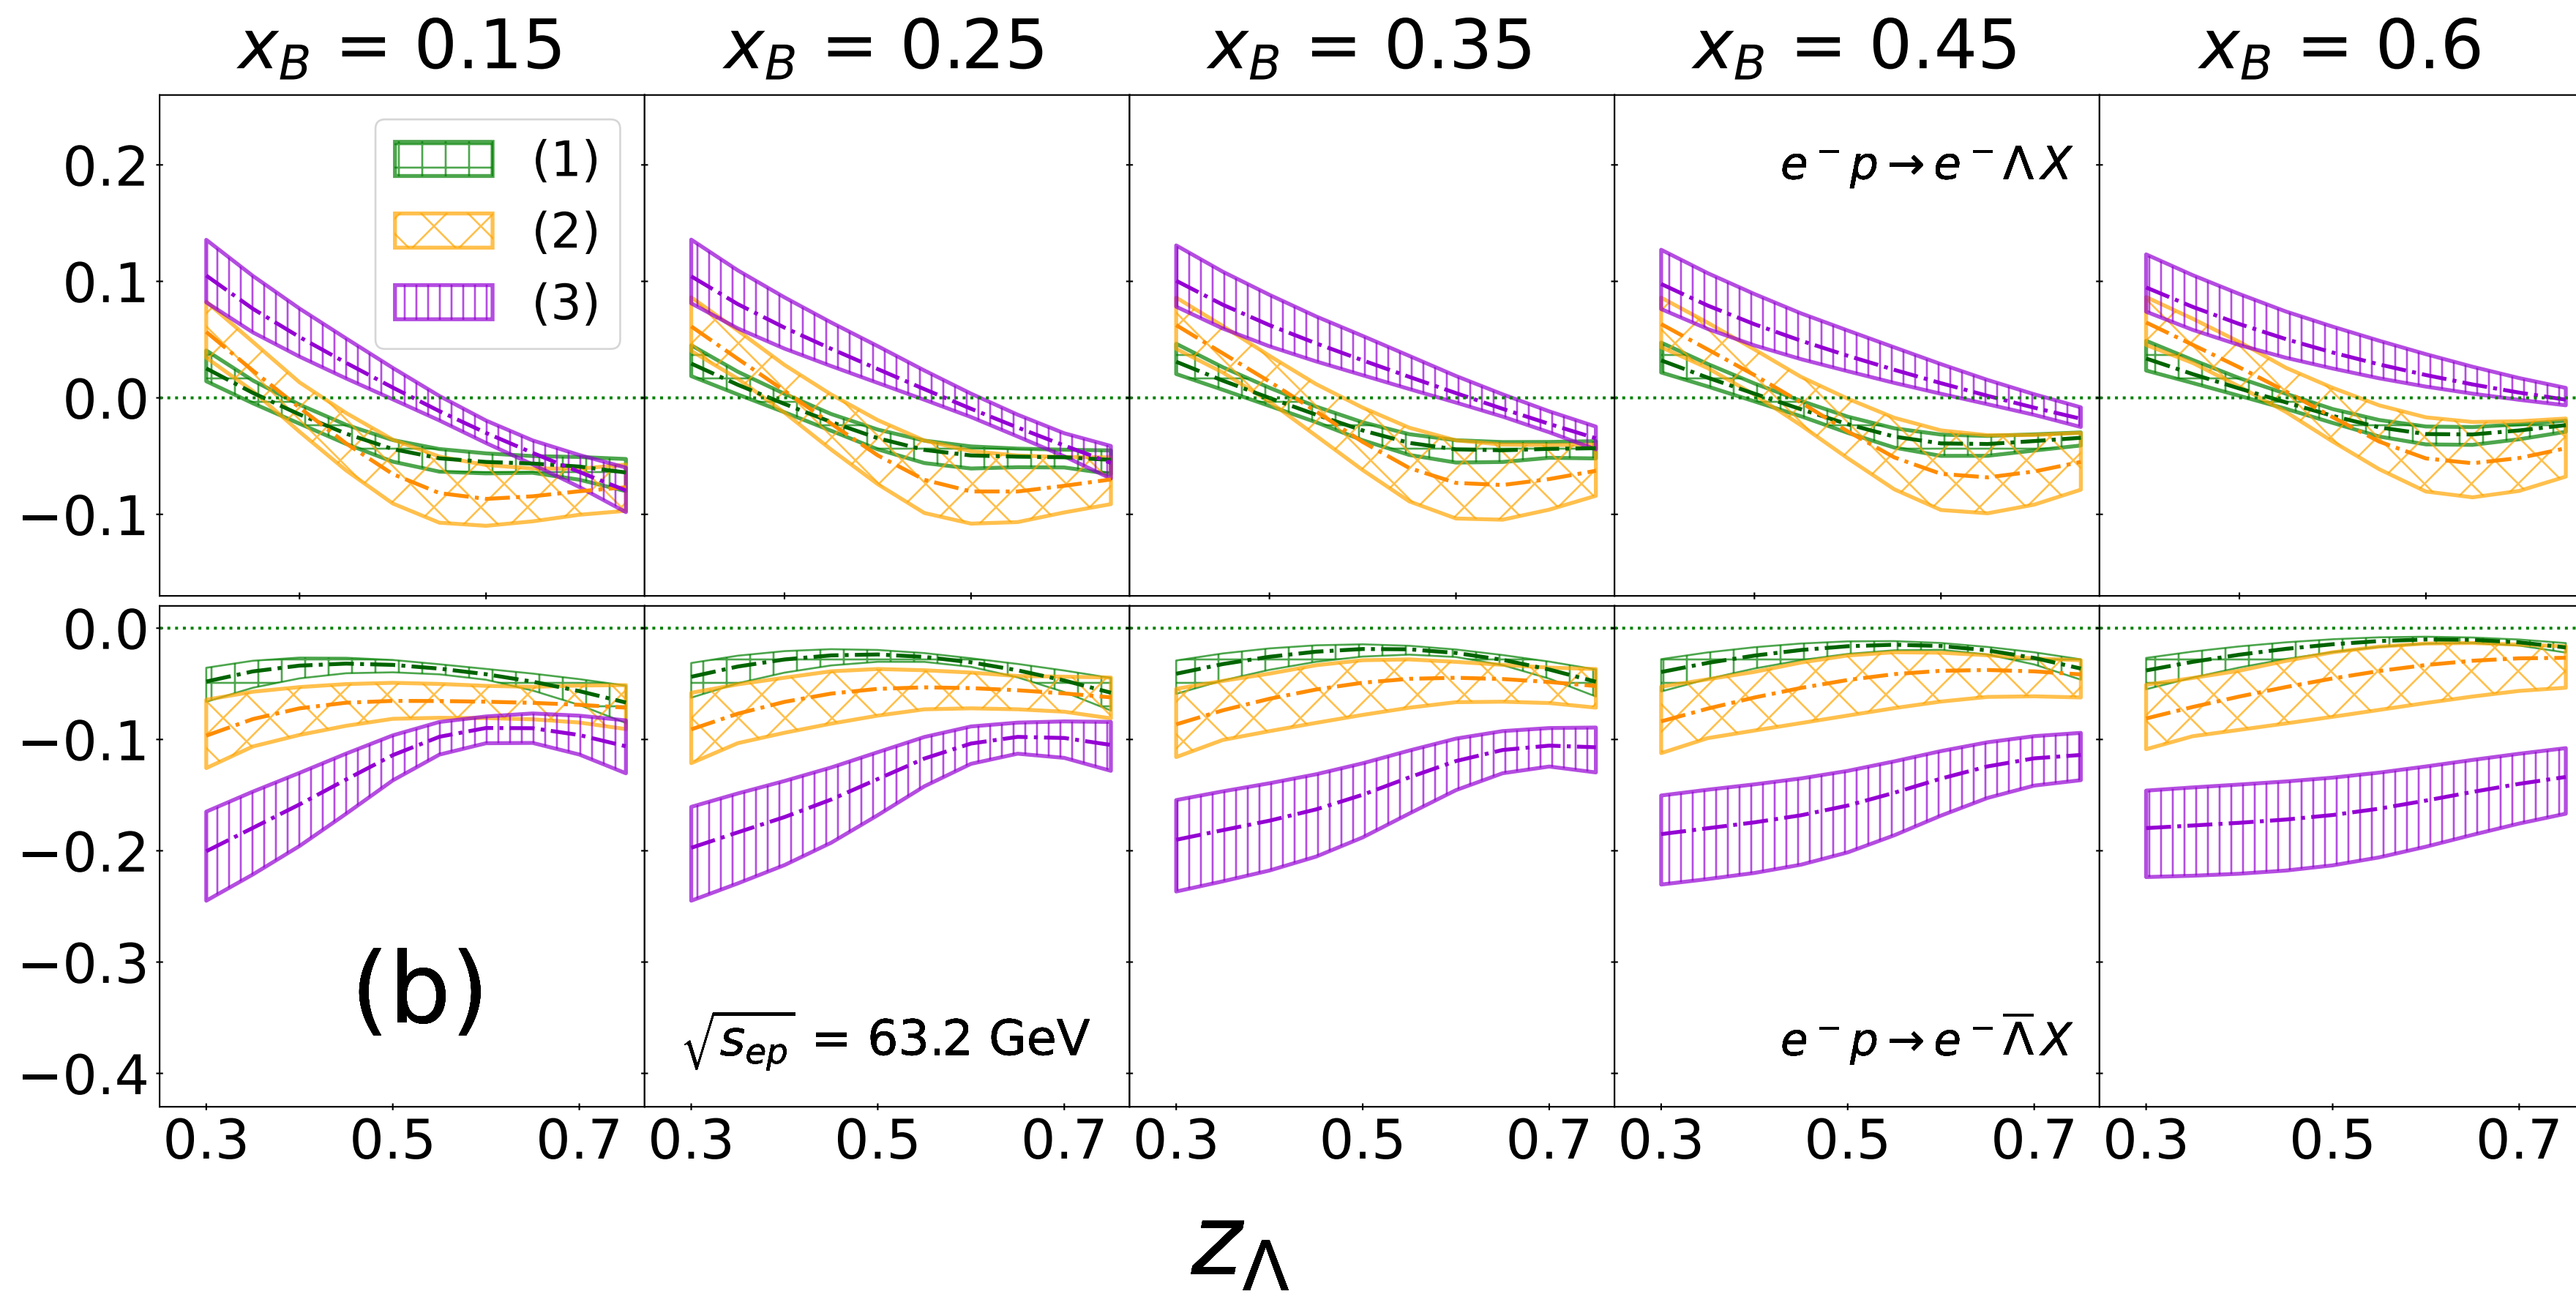 x_B = 0.15 x_B = 0.25 x_B = 0.35 x_B = 0.45 x_B = 0.6
(1)
(2)
(3)
e⁻p → e⁻ΛX
0.2
0.1
0.0
−0.1
0.0
−0.1
−0.2
−0.3
−0.4
(b)
√s_ep = 63.2 GeV
e⁻p → e⁻Λ̅X
0.3 0.5 0.7 0.3 0.5 0.7 0.3 0.5 0.7 0.3 0.5 0.7 0.3 0.5 0.7
z_Λ